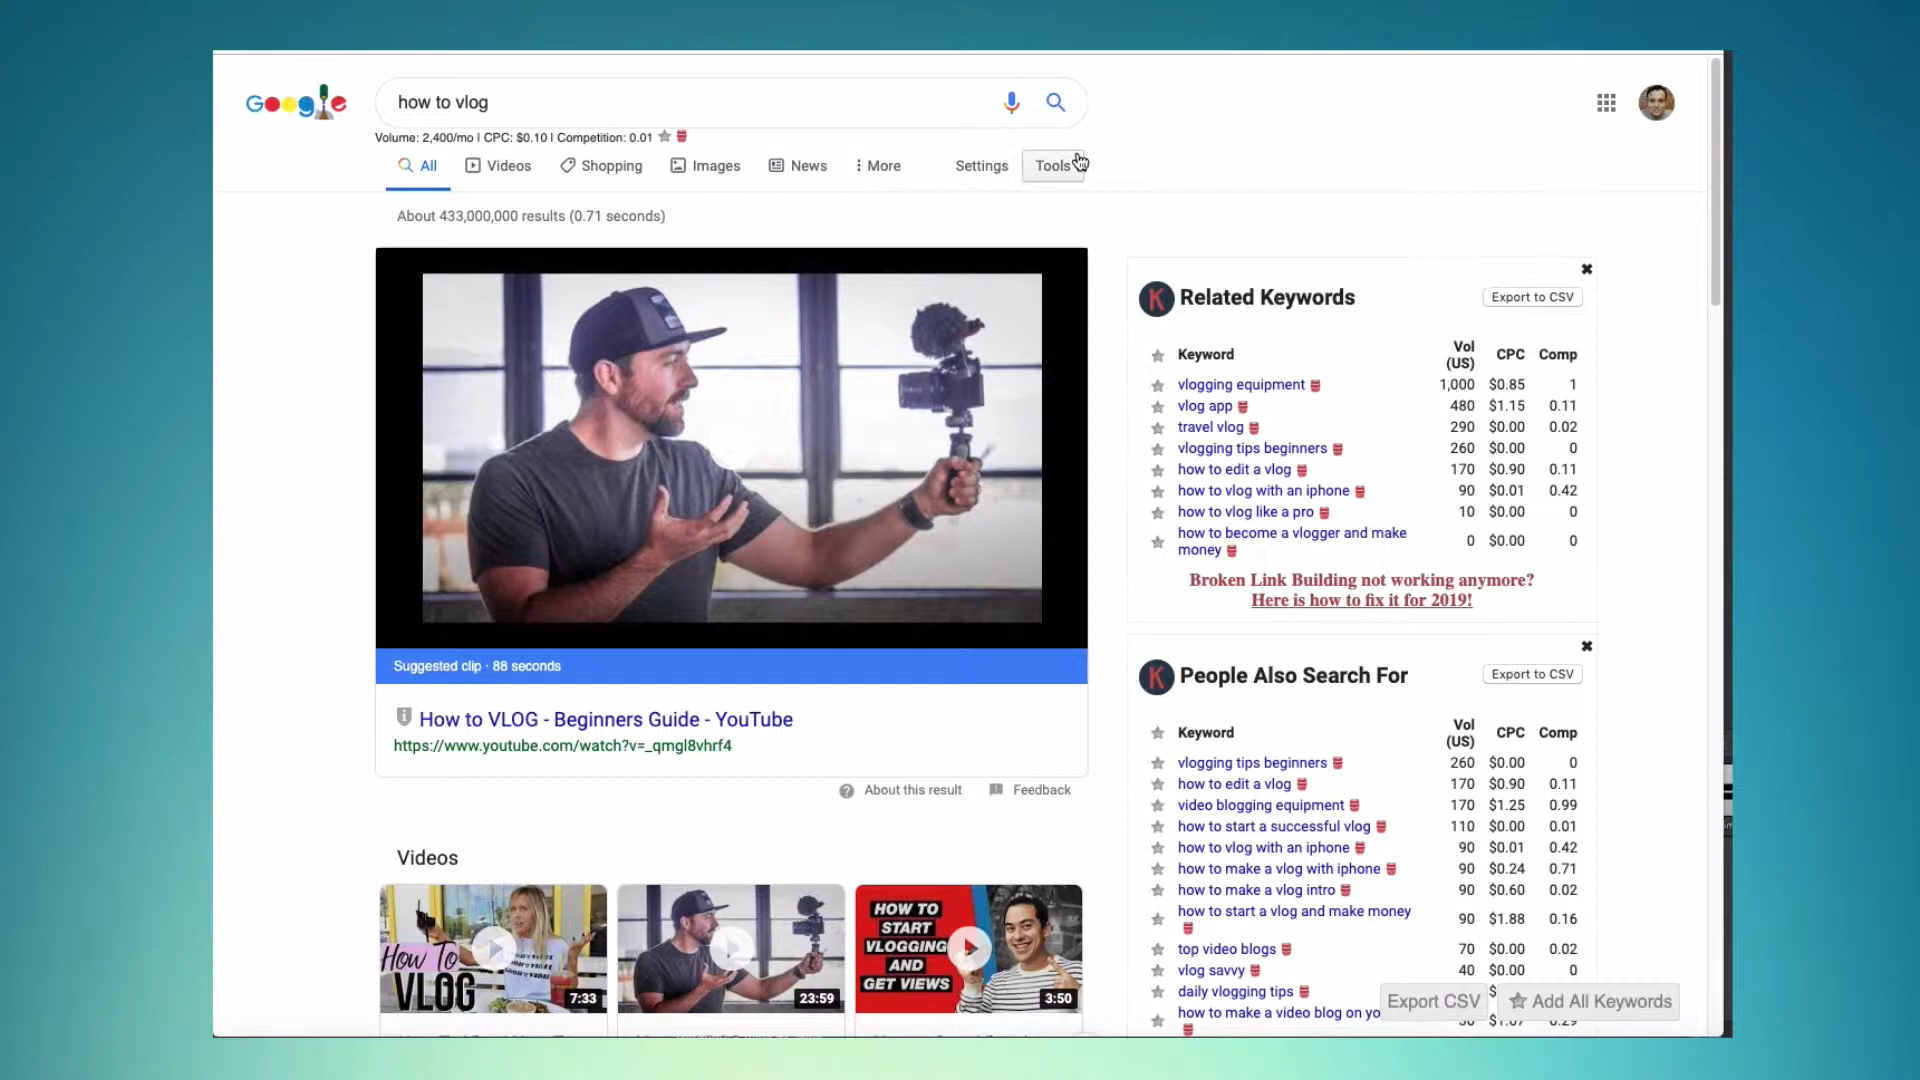 Google
how to vlog
Volume: 2,400/mo | CPC: $0.10 | Competition: 0.01
All Videos Shopping Images News More Settings Tools
About 433,000,000 results (0.71 seconds)
Suggested clip · 88 seconds
How to VLOG - Beginners Guide - YouTube
https://www.youtube.com/watch?v=_qmgl8vhrf4
About this result Feedback
Videos
How To
VLOG
7:33
23:59
HOW TO
START
VLOGGING
AND
GET VIEWS
3:50
K Related Keywords Export to CSV
Keyword Vol (US) CPC Comp
vlogging equipment 1,000 $0.85 1
vlog app 480 $1.15 0.11
travel vlog 290 $0.00 0.02
vlogging tips beginners 260 $0.00 0
how to edit a vlog 170 $0.90 0.11
how to vlog with an iphone 90 $0.01 0.42
how to vlog like a pro 10 $0.00 0
how to become a vlogger and make
money 0 $0.00 0
Broken Link Building not working anymore?
Here is how to fix it for 2019!
K People Also Search For Export to CSV
Keyword Vol (US) CPC Comp
vlogging tips beginners 260 $0.00 0
how to edit a vlog 170 $0.90 0.11
video blogging equipment 170 $1.25 0.99
how to start a successful vlog 110 $0.00 0.01
how to vlog with an iphone 90 $0.01 0.42
how to make a vlog with iphone 90 $0.24 0.71
how to make a vlog intro 90 $0.60 0.02
how to start a vlog and make money 90 $1.88 0.16
top video blogs 70 $0.00 0.02
vlog savvy 40 $0.00 0
daily vlogging tips $
how to make a video blog on yo
Export CSV Add All Keywords